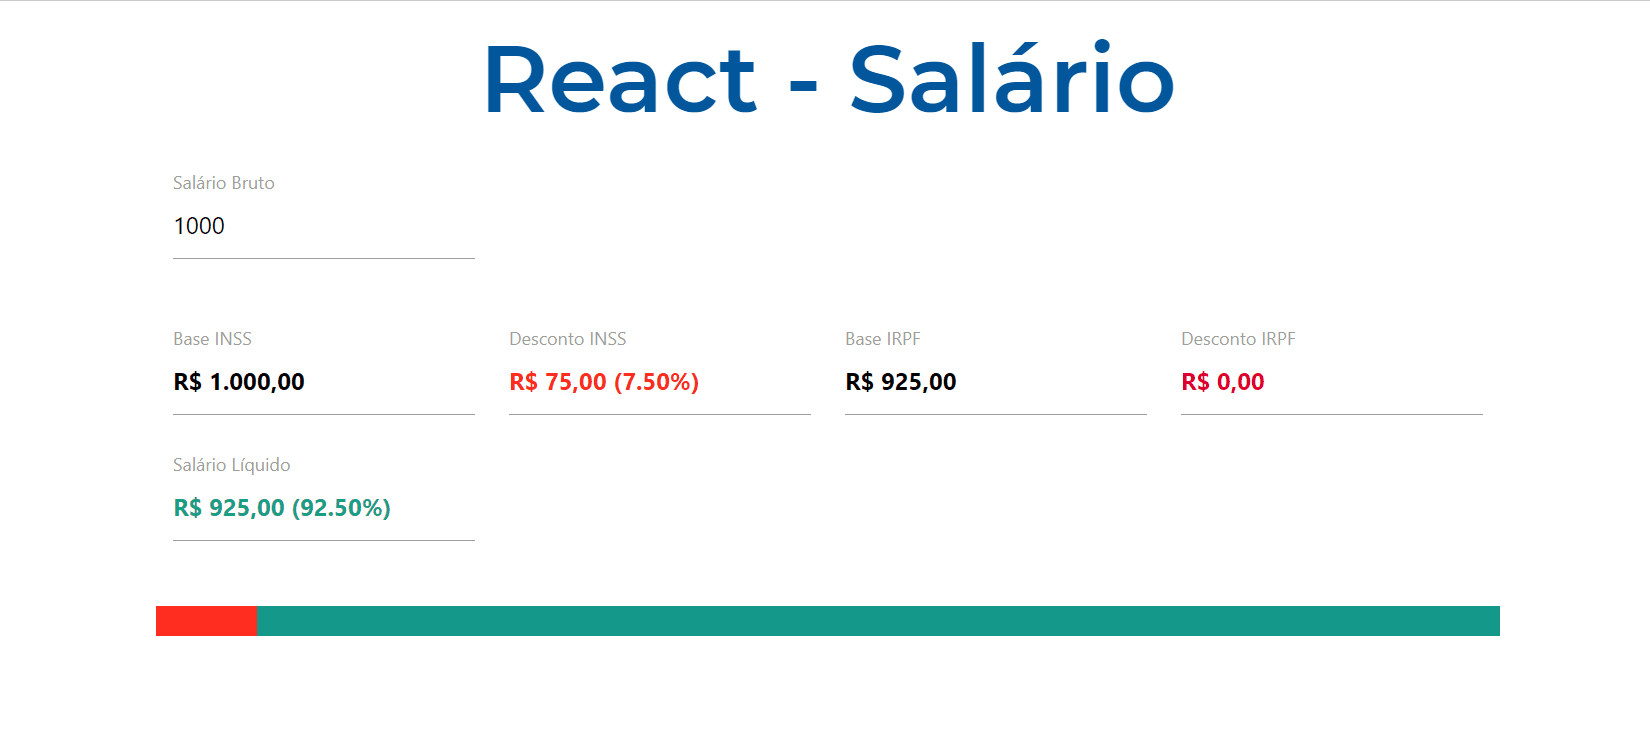 React - Salário
Salário Bruto
1000
Base INSS
R$ 1.000,00
Desconto INSS
R$ 75,00 (7.50%)
Base IRPF
R$ 925,00
Desconto IRPF
R$ 0,00
Salário Líquido
R$ 925,00 (92.50%)